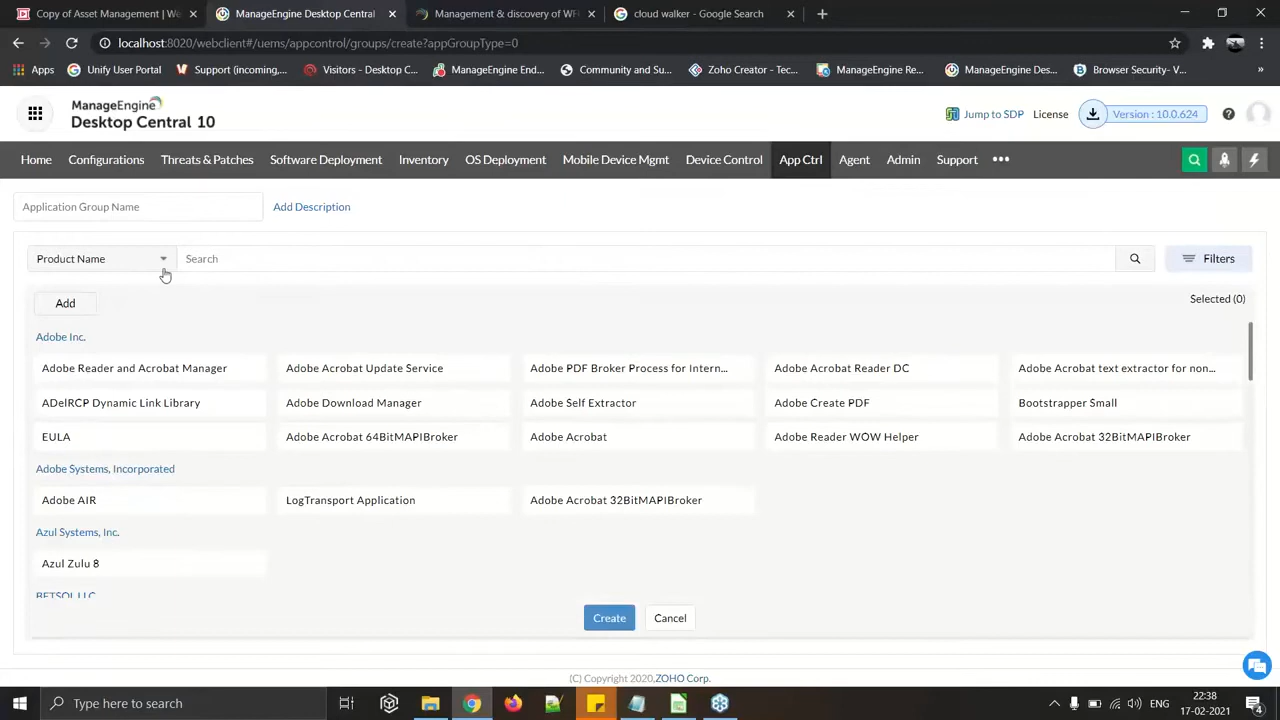 Copy of Asset Management | We
ManageEngine Desktop Central
Management & discovery of WF
cloud walker - Google Search
localhost:8020/webclient#/uems/appcontrol/groups/create?appGroupType=0
Apps
Unify User Portal
Support (incoming,...
Visitors - Desktop C...
ManageEngine End...
Community and Su...
Zoho Creator - Tec...
ManageEngine Re...
ManageEngine Des...
Browser Security- V...
»
ManageEngine
Desktop Central 10
Jump to SDP
License
Version : 10.0.624
Home
Configurations
Threats & Patches
Software Deployment
Inventory
OS Deployment
Mobile Device Mgmt
Device Control
App Ctrl
Agent
Admin
Support
•••
Application Group Name
Add Description
Product Name
Search
Filters
Add
Selected (0)
Adobe Inc.
Adobe Reader and Acrobat Manager
Adobe Acrobat Update Service
Adobe PDF Broker Process for Intern...
Adobe Acrobat Reader DC
Adobe Acrobat text extractor for non...
ADelRCP Dynamic Link Library
Adobe Download Manager
Adobe Self Extractor
Adobe Create PDF
Bootstrapper Small
EULA
Adobe Acrobat 64BitMAPIBroker
Adobe Acrobat
Adobe Reader WOW Helper
Adobe Acrobat 32BitMAPIBroker
Adobe Systems, Incorporated
Adobe AIR
LogTransport Application
Adobe Acrobat 32BitMAPIBroker
Azul Systems, Inc.
Azul Zulu 8
BETSOL LLC
Create
Cancel
(C) Copyright 2020,ZOHO Corp.
Type here to search
ENG
22:38
17-02-2021
4